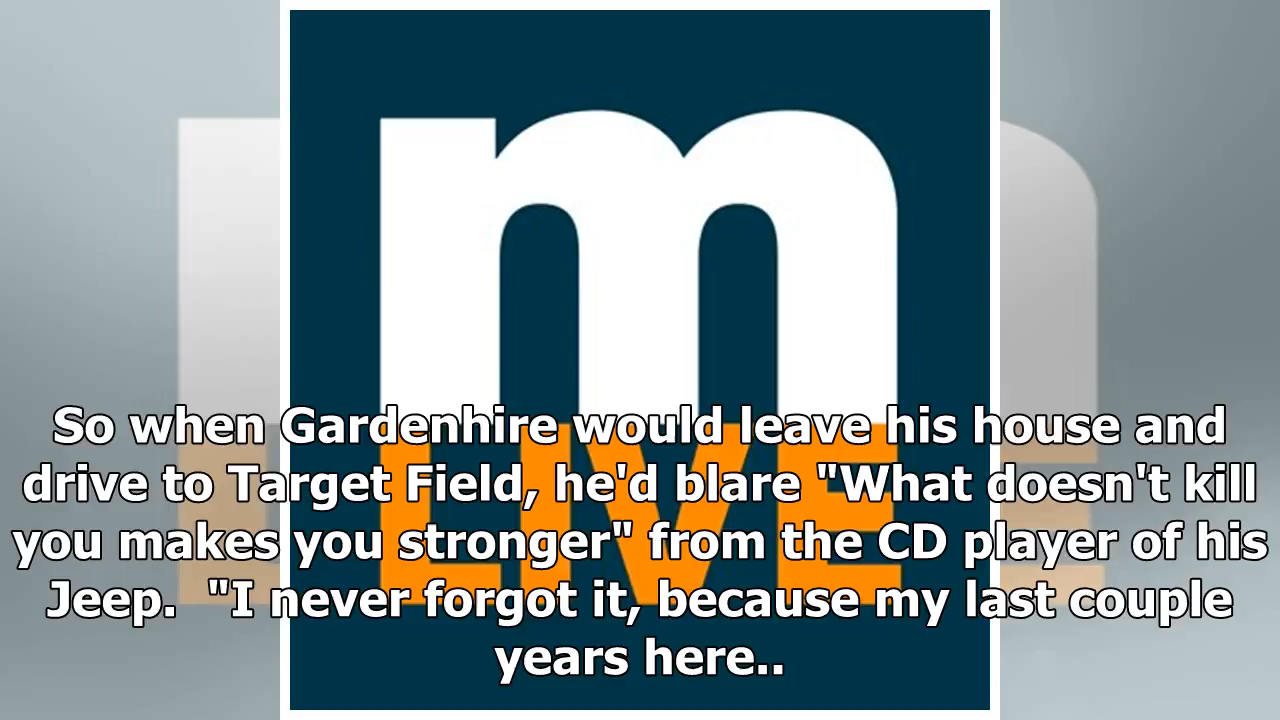 m
LIVE
So when Gardenhire would leave his house and
drive to Target Field, he'd blare "What doesn't kill
you makes you stronger" from the CD player of his
Jeep.  "I never forgot it, because my last couple
years here..